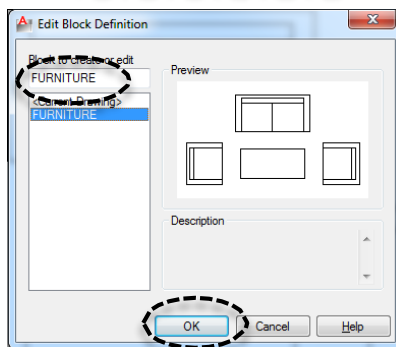 Edit Block Definition
Block to create or edit
FURNITURE
<Current Drawing>
FURNITURE
Preview
Description
OK
Cancel
Help